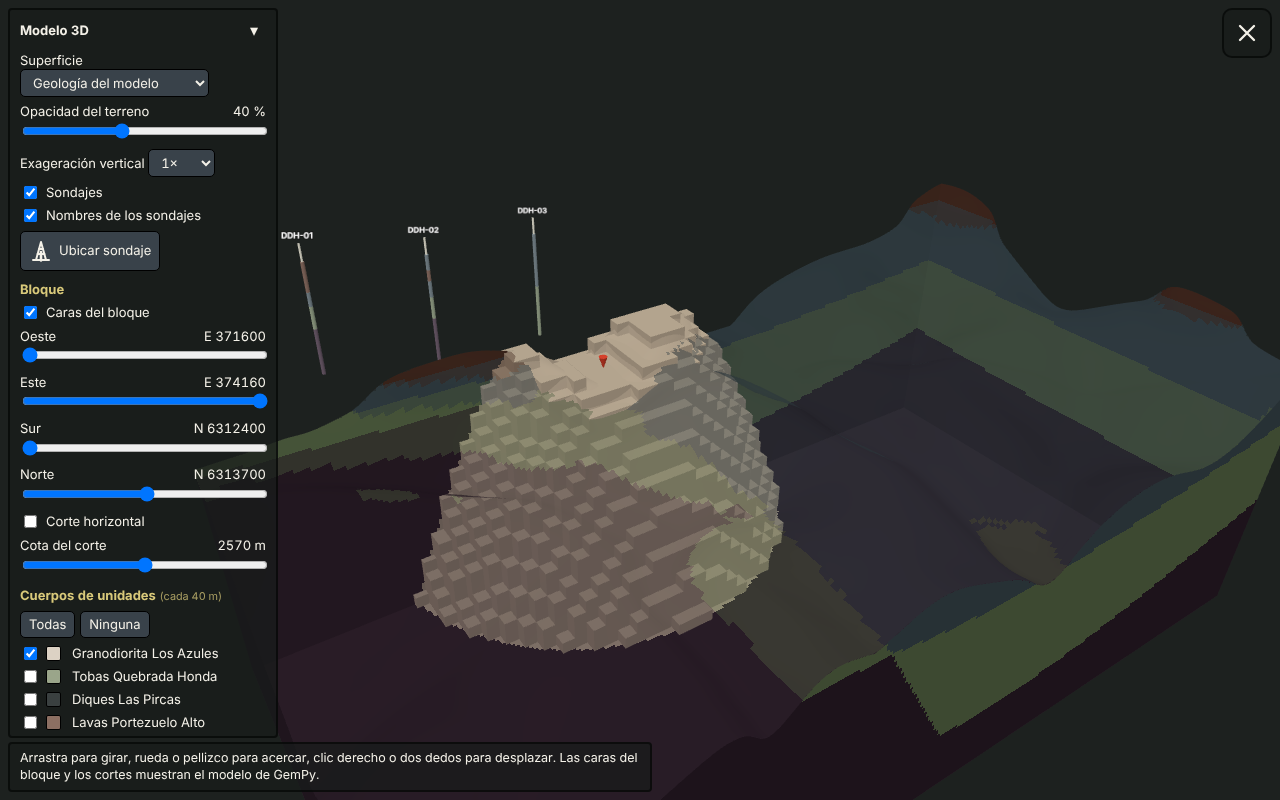 Modelo 3D ▼
Superficie
Geología del modelo
Opacidad del terreno 40 %
Exageración vertical 1×
Sondajes
Nombres de los sondajes
Ubicar sondaje
Bloque
Caras del bloque
Oeste E 371600
Este E 374160
Sur N 6312400
Norte N 6313700
Corte horizontal
Cota del corte 2570 m
Cuerpos de unidades (cada 40 m)
Todas Ninguna
Granodiorita Los Azules
Tobas Quebrada Honda
Diques Las Pircas
Lavas Portezuelo Alto
DDH-01
DDH-02
DDH-03
Arrastra para girar, rueda o pellizco para acercar, clic derecho o dos dedos para desplazar. Las caras del
bloque y los cortes muestran el modelo de GemPy.